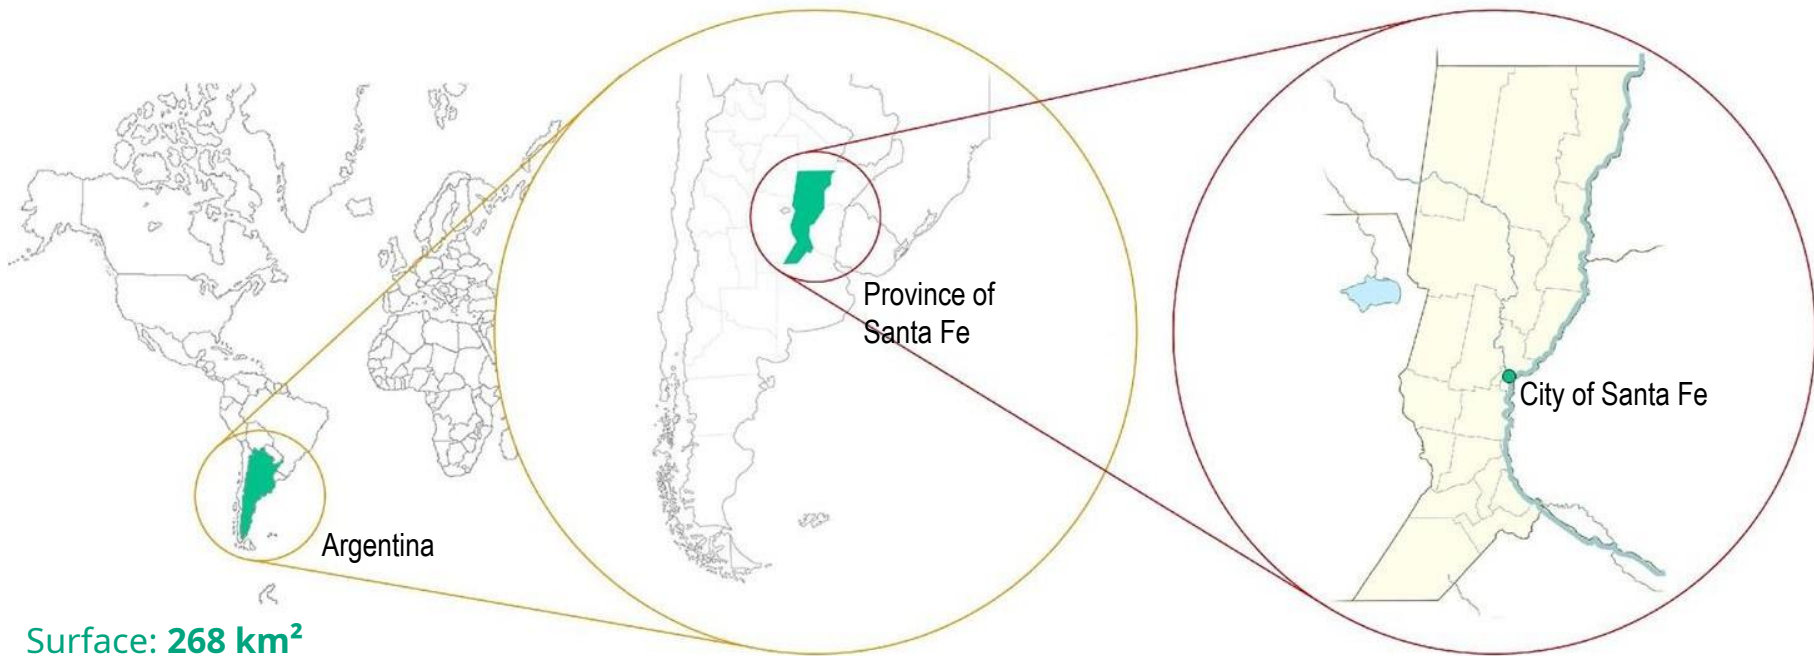 Province of
Santa Fe
City of Santa Fe
Argentina
Surface: 268 km²